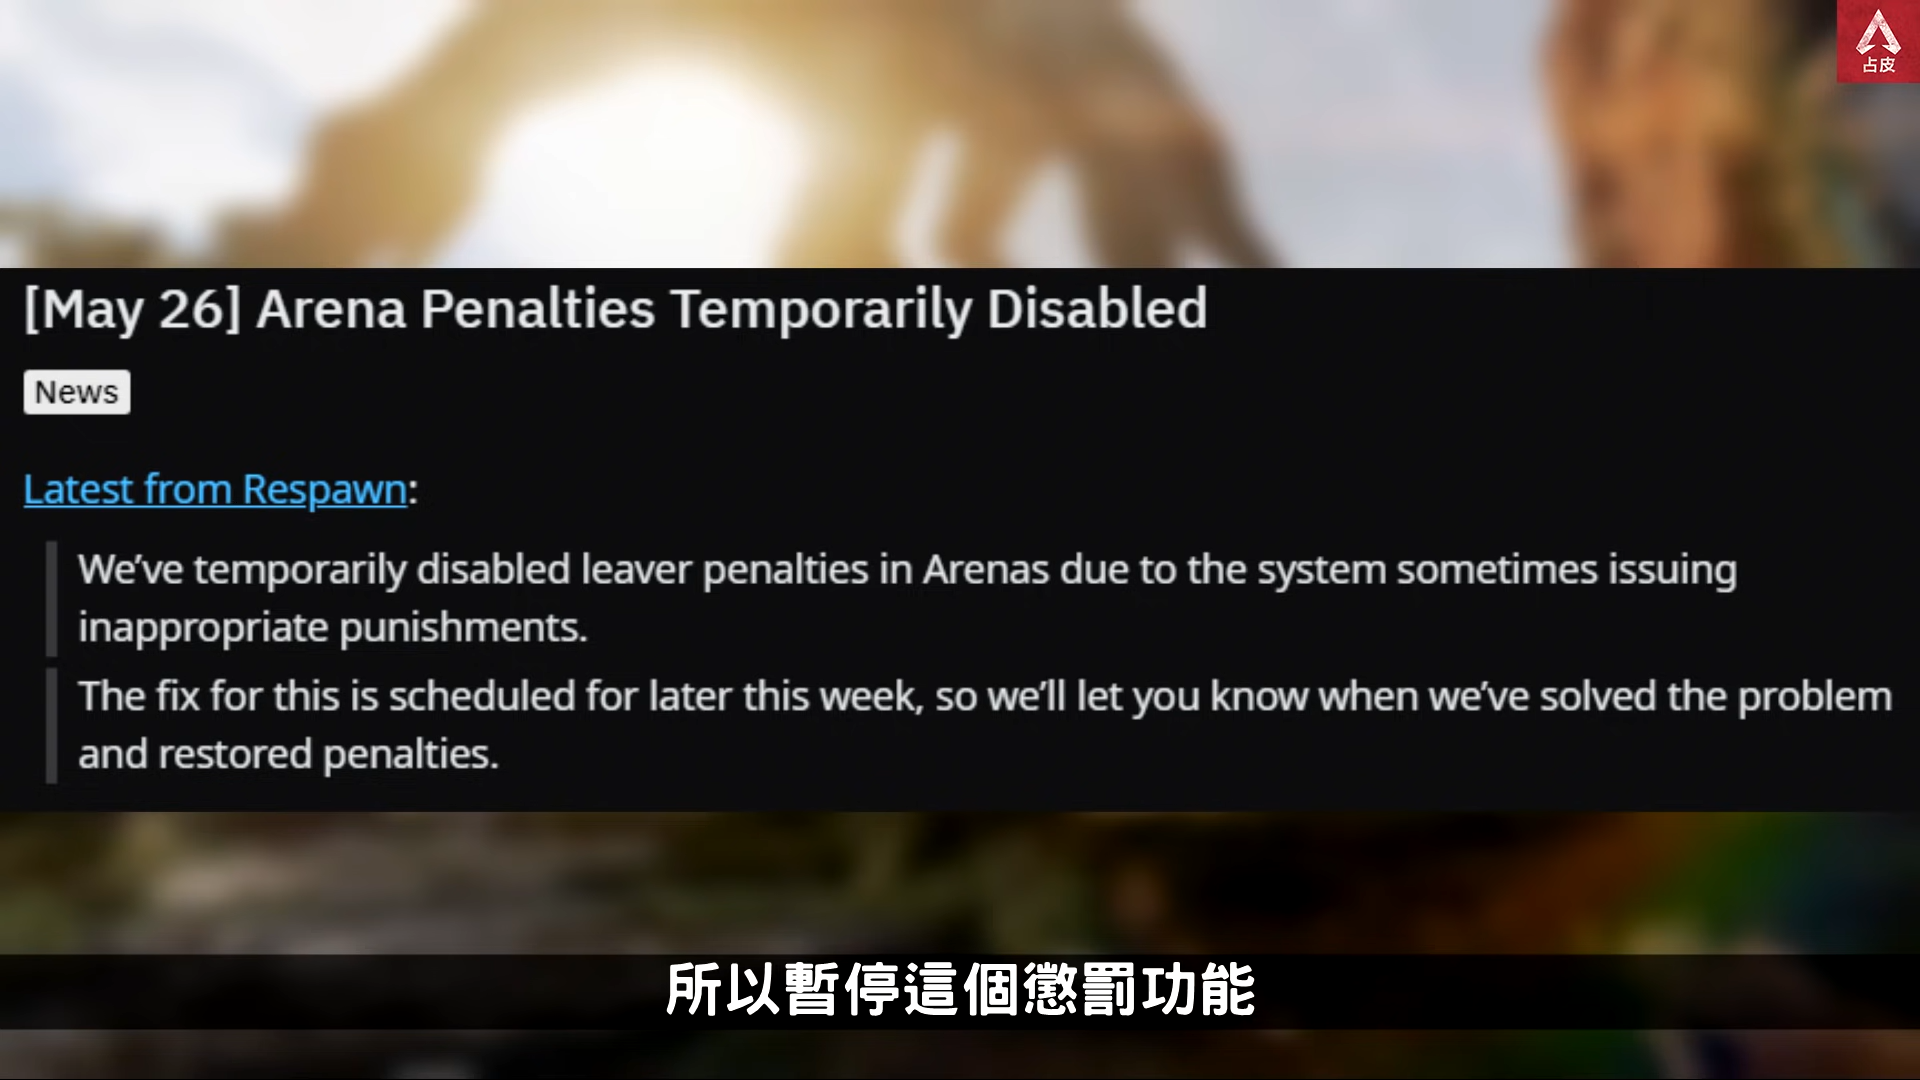 占皮
[May 26] Arena Penalties Temporarily Disabled
News
Latest from Respawn:
We’ve temporarily disabled leaver penalties in Arenas due to the system sometimes issuing
inappropriate punishments.
The fix for this is scheduled for later this week, so we’ll let you know when we’ve solved the problem
and restored penalties.
所以暫停這個懲罰功能